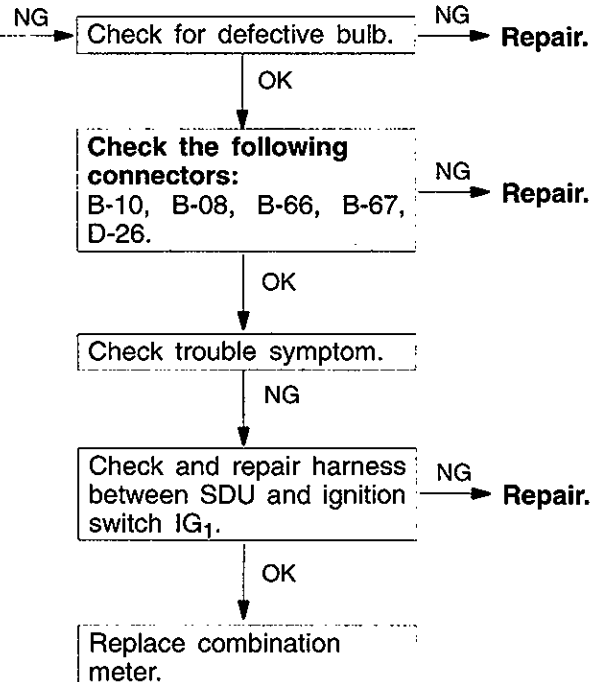 NG
Check for defective bulb.
NG
Repair.
OK
Check the following
connectors:
B-10, B-08, B-66, B-67,
D-26.
NG
Repair.
OK
Check trouble symptom.
NG
Check and repair harness
between SDU and ignition
switch IG₁.
NG
Repair.
OK
Replace combination
meter.